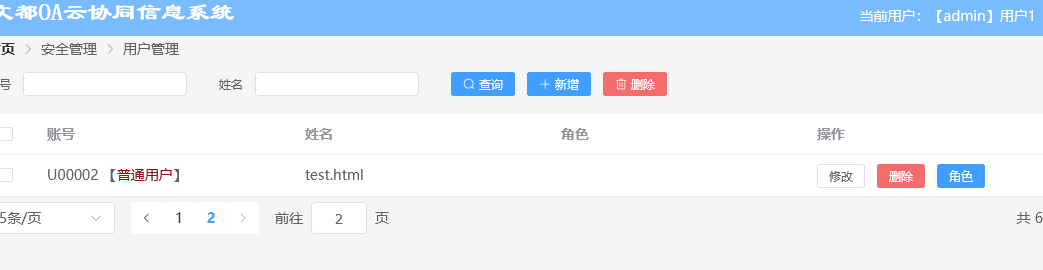 文都OA云协同信息系统
当前用户：【admin】用户1
首页 > 安全管理 > 用户管理
号 姓名 查询 新增 删除
账号 姓名 角色 操作
U00002 【普通用户】 test.html 修改 删除 角色
5条/页 < 1 2 > 前往 2 页 共 6